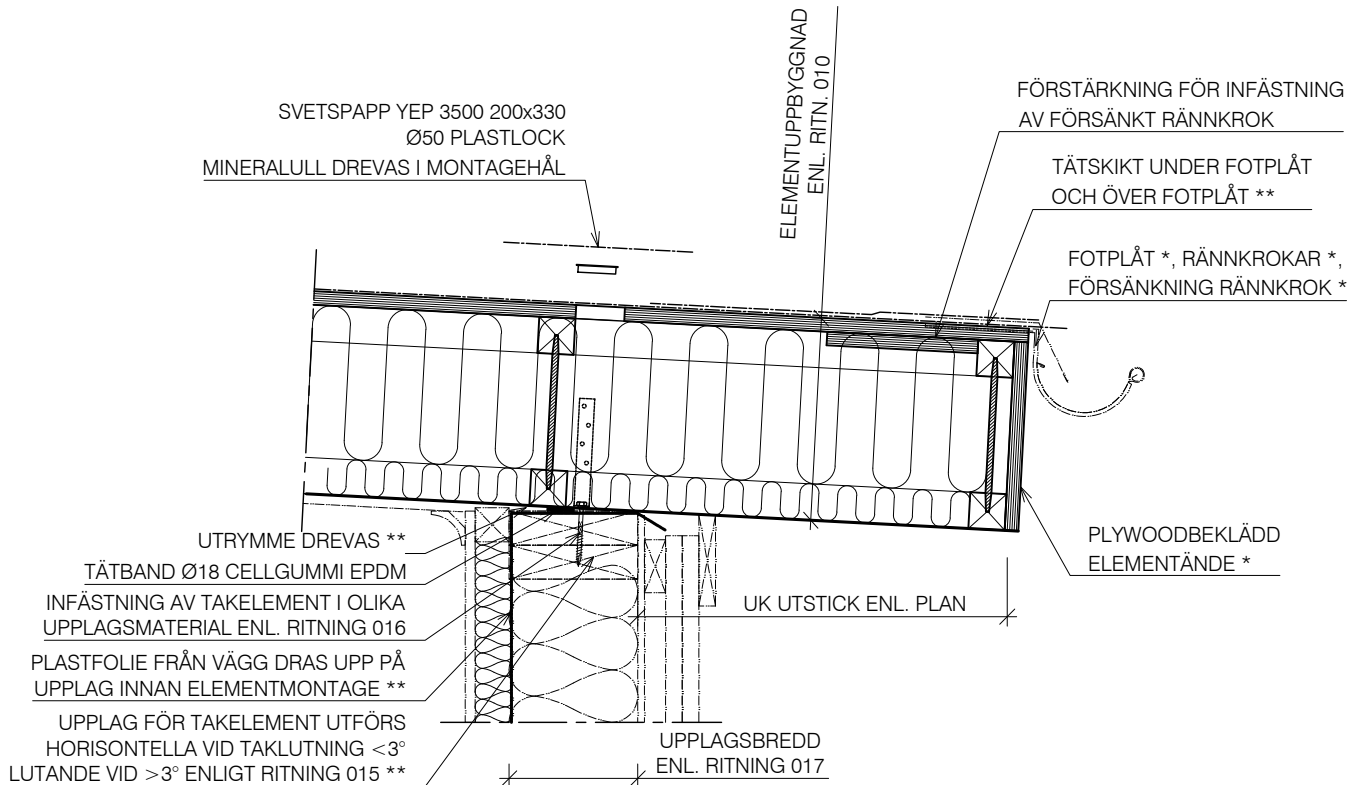 SVETSPAPP YEP 3500 200x330
Ø50 PLASTLOCK
MINERALULL DREVAS I MONTAGEHÅL
ELEMENTUPPBYGGNAD
ENL. RITN. 010
FÖRSTÄRKNING FÖR INFÄSTNING
AV FÖRSÄNKT RÄNNKROK
TÄTSKIKT UNDER FOTPLÅT
OCH ÖVER FOTPLÅT **
FOTPLÅT *, RÄNNKROKAR *,
FÖRSÄNKNING RÄNNKROK *
PLYWOODBEKLÄDD
ELEMENTÄNDE *
UK UTSTICK ENL. PLAN
UTRYMME DREVAS **
TÄTBAND Ø18 CELLGUMMI EPDM
INFÄSTNING AV TAKELEMENT I OLIKA
UPPLAGSMATERIAL ENL. RITNING 016
PLASTFOLIE FRÅN VÄGG DRAS UPP PÅ
UPPLAG INNAN ELEMENTMONTAGE **
UPPLAG FÖR TAKELEMENT UTFÖRS
HORISONTELLA VID TAKLUTNING <3°
LUTANDE VID >3° ENLIGT RITNING 015 **
UPPLAGSBREDD
ENL. RITNING 017